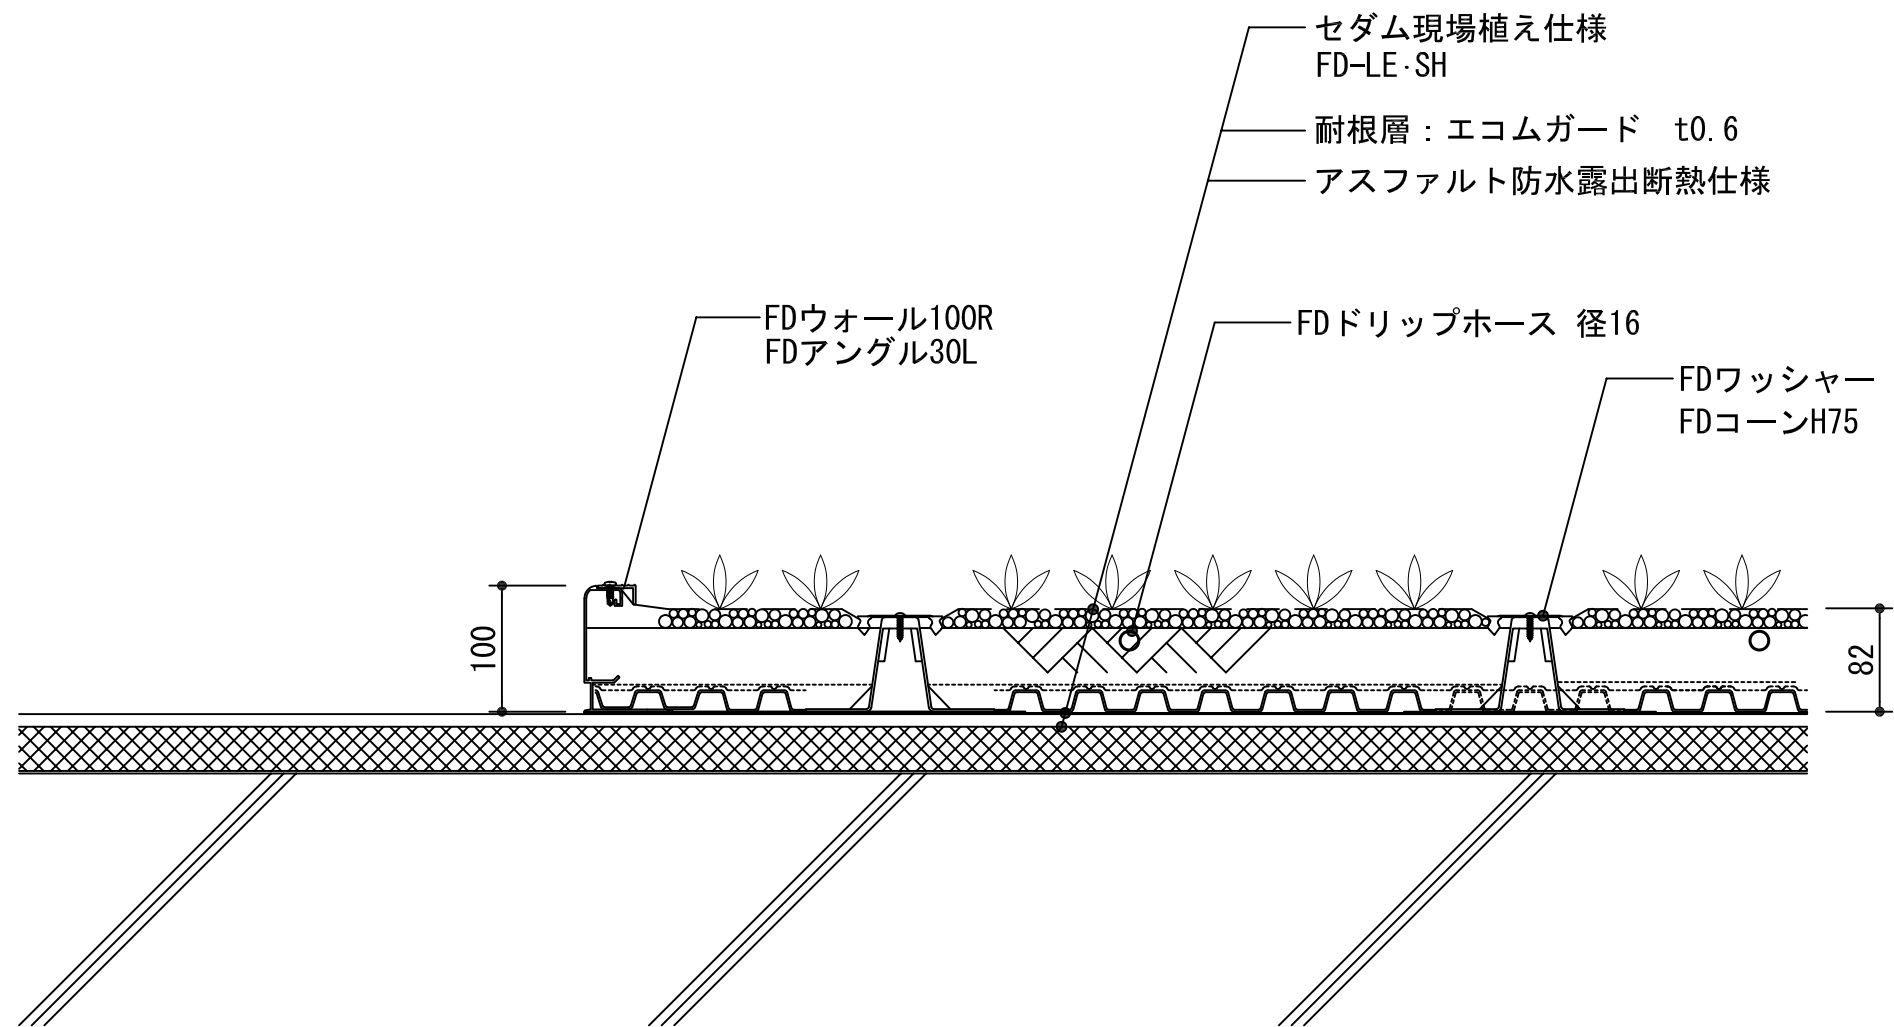 セダム現場植え仕様
FD-LE·SH
耐根層：エコムガード　t0.6
アスファルト防水露出断熱仕様
FDウォール100R
FDアングル30L
FDドリップホース 径16
FDワッシャー
FDコーンH75
100
82